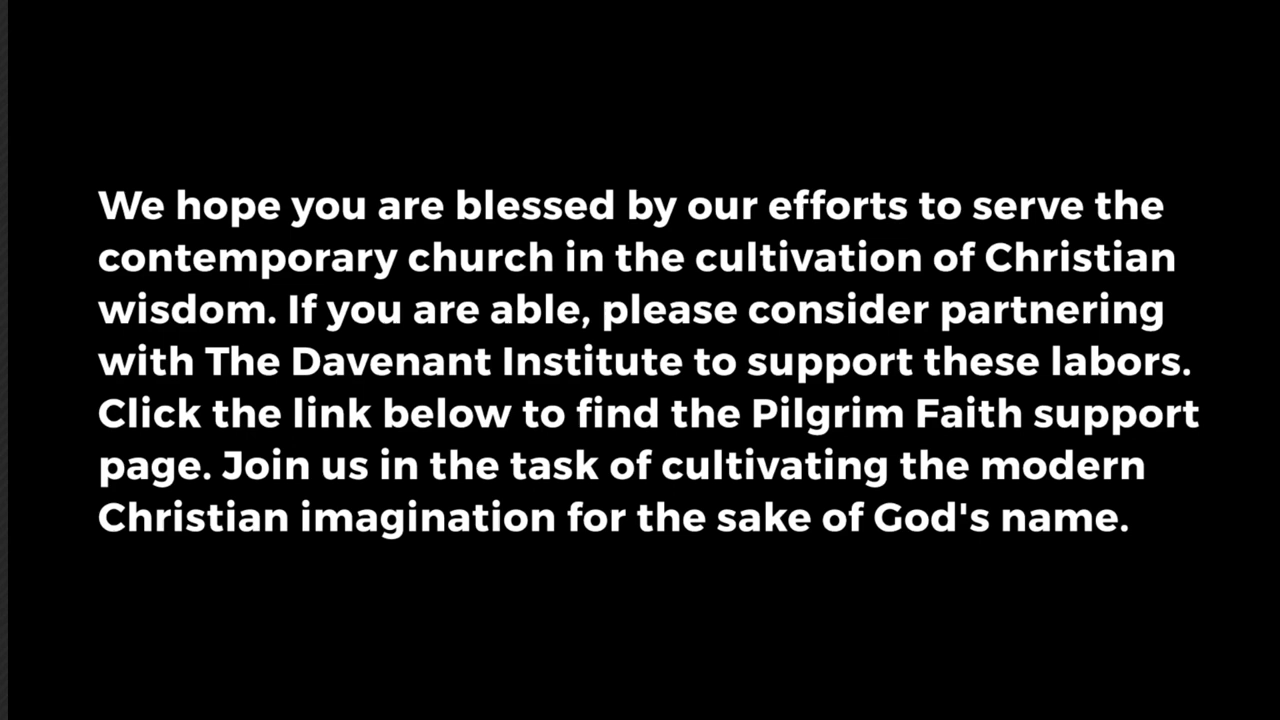 We hope you are blessed by our efforts to serve the
contemporary church in the cultivation of Christian
wisdom. If you are able, please consider partnering
with The Davenant Institute to support these labors.
Click the link below to find the Pilgrim Faith support
page. Join us in the task of cultivating the modern
Christian imagination for the sake of God's name.